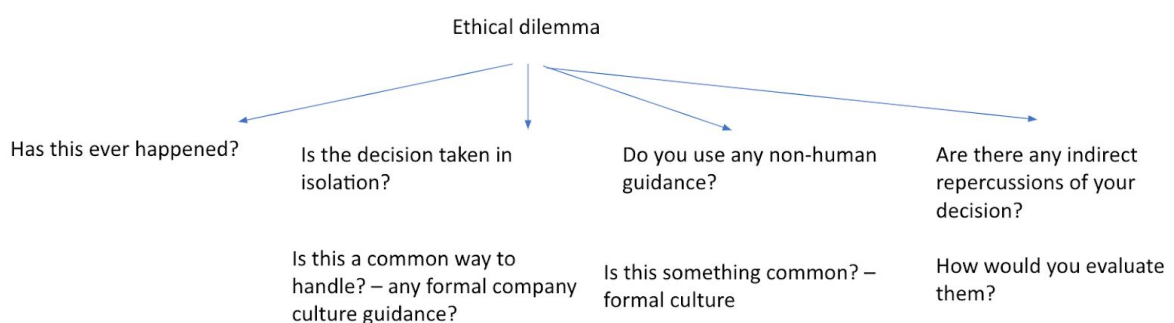 Ethical dilemma
Has this ever happened?
Is the decision taken in
isolation?
Is this a common way to
handle? – any formal company
culture guidance?
Do you use any non-human
guidance?
Is this something common? –
formal culture
Are there any indirect
repercussions of your
decision?
How would you evaluate
them?